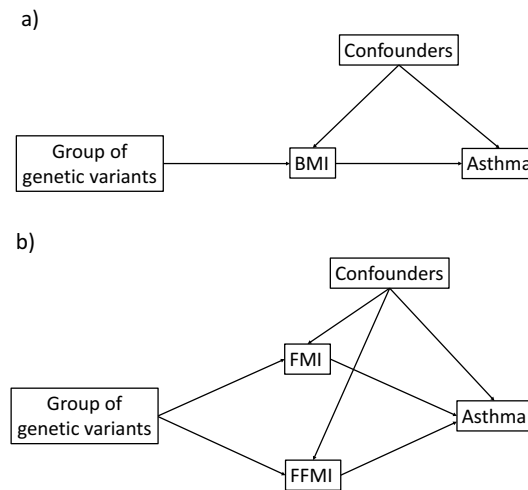 a)
Confounders
Group of
genetic variants
BMI
Asthma
b)
Confounders
FMI
Group of
genetic variants
Asthma
FFMI